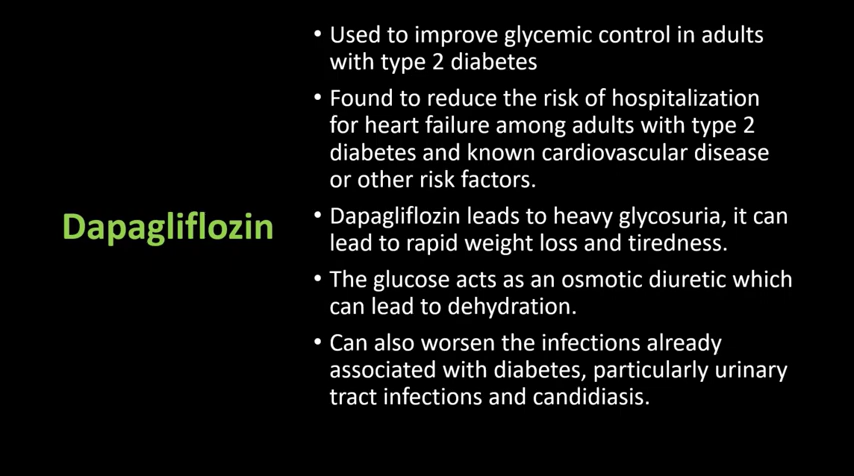 Dapagliflozin
• Used to improve glycemic control in adults
with type 2 diabetes
• Found to reduce the risk of hospitalization
for heart failure among adults with type 2
diabetes and known cardiovascular disease
or other risk factors.
• Dapagliflozin leads to heavy glycosuria, it can
lead to rapid weight loss and tiredness.
• The glucose acts as an osmotic diuretic which
can lead to dehydration.
• Can also worsen the infections already
associated with diabetes, particularly urinary
tract infections and candidiasis.